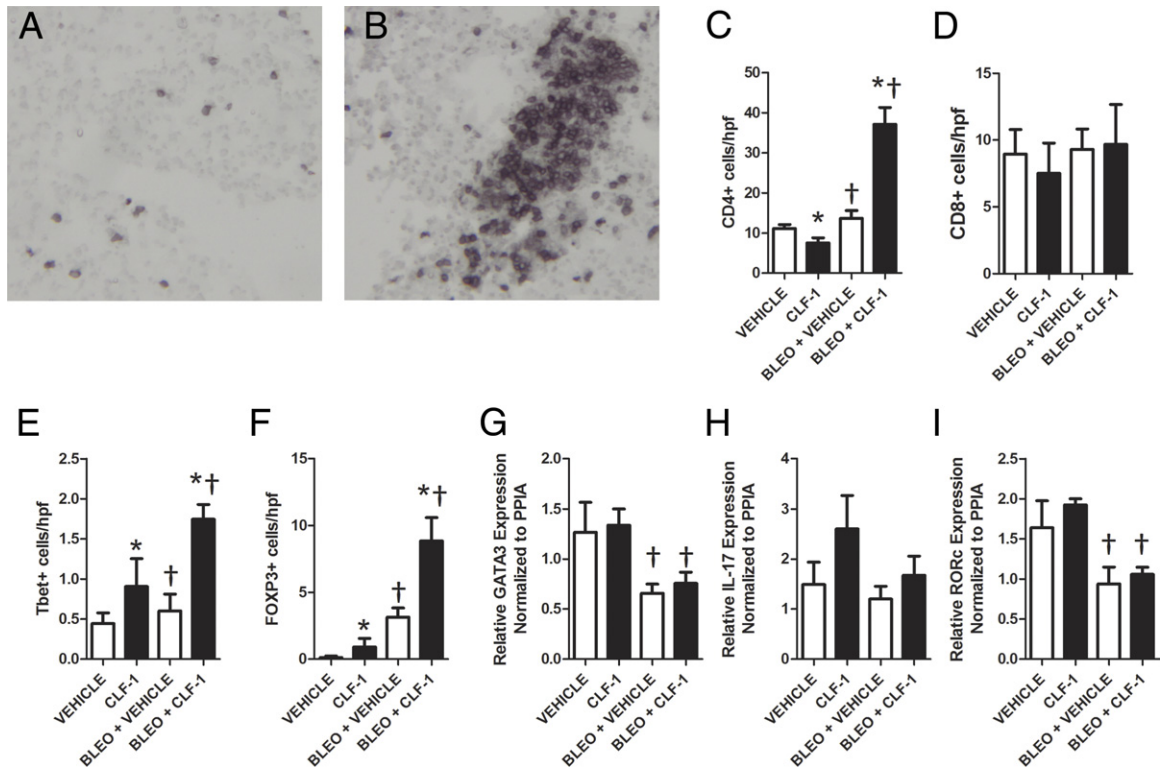 A
B
C
D
CD4+ cells/hpf
50
40
30
20
10
0
*
†
*†
VEHICLE
CLF-1
BLEO + VEHICLE
BLEO + CLF-1
CD8+ cells/hpf
15
10
5
0
VEHICLE
CLF-1
BLEO + VEHICLE
BLEO + CLF-1
E
F
G
H
I
Tbet+ cells/hpf
2.5
2.0
1.5
1.0
0.5
0.0
*
†
*†
VEHICLE
CLF-1
BLEO + VEHICLE
BLEO + CLF-1
FOXP3+ cells/hpf
15
10
5
0
*
†
*†
VEHICLE
CLF-1
BLEO + VEHICLE
BLEO + CLF-1
Relative GATA3 Expression
Normalized to PPIA
2.0
1.5
1.0
0.5
0.0
†
†
VEHICLE
CLF-1
BLEO + VEHICLE
BLEO + CLF-1
Relative IL-17 Expression
Normalized to PPIA
4
3
2
1
0
VEHICLE
CLF-1
BLEO + VEHICLE
BLEO + CLF-1
Relative RORc Expression
Normalized to PPIA
2.5
2.0
1.5
1.0
0.5
0.0
†
†
VEHICLE
CLF-1
BLEO + VEHICLE
BLEO + CLF-1